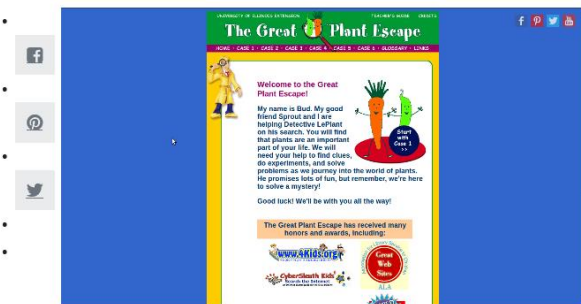 UNIVERSITY OF ILLINOIS EXTENSION TEACHER'S GUIDE CREDITS
The Great Plant Escape
HOME · CASE 1 · CASE 2 · CASE 3 · CASE 4 · CASE 5 · CASE 6 · GLOSSARY · LINKS
Welcome to the Great
Plant Escape!
My name is Bud. My good
friend Sprout and I are
helping Detective LePlant
on his search. You will find
that plants are an important
part of your life. We will
need your help to find clues,
do experiments, and solve
problems as we journey into the world of plants.
He promises lots of fun, but remember, we're here
to solve a mystery!
Start
with
Case 1
>>
Good luck! We'll be with you all the way!
The Great Plant Escape has received many
honors and awards, including:
www.4Kids.org
CyberSleuth Kids
Great
Web
Sites
ALA